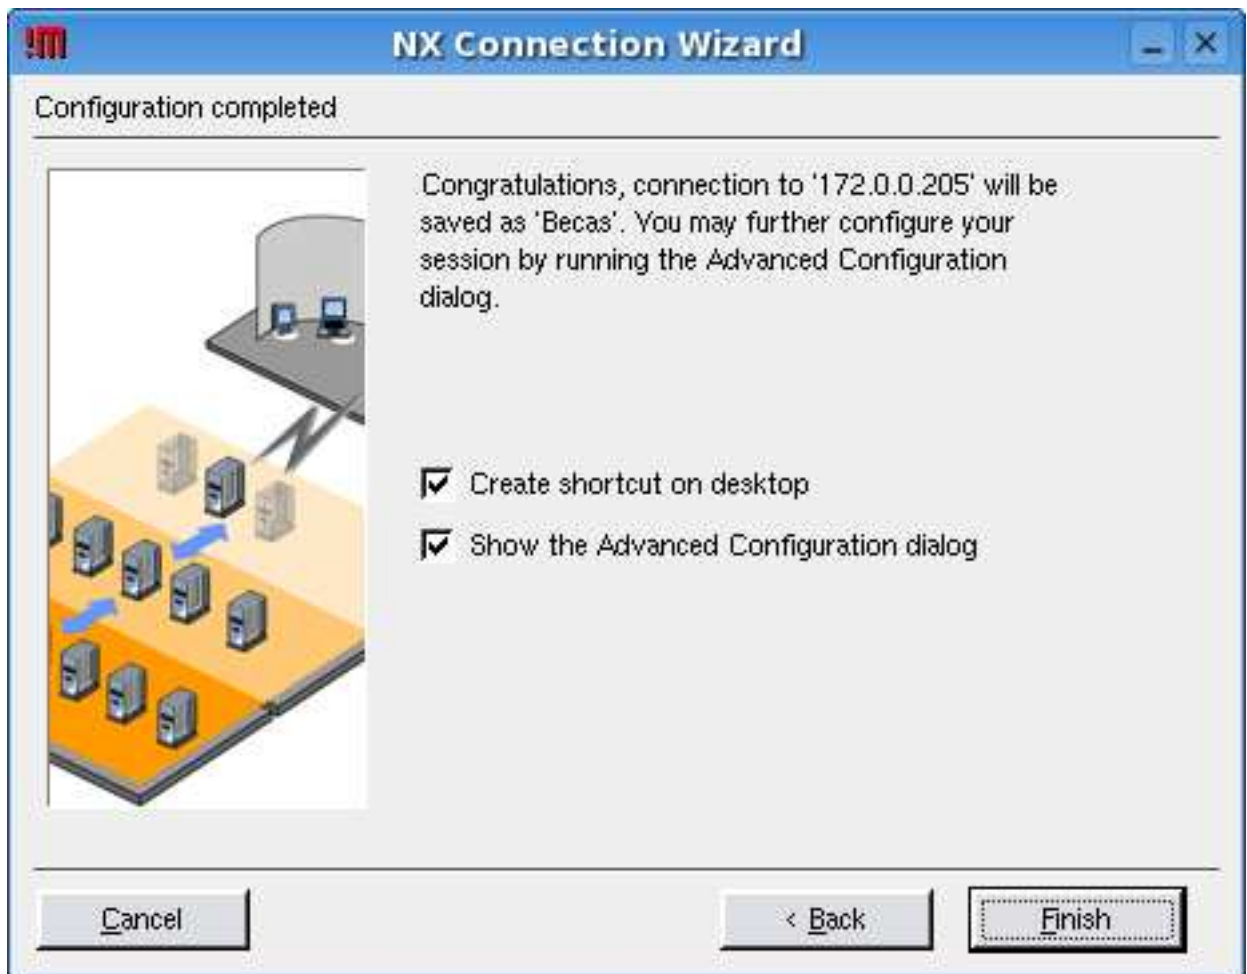 !M
NX Connection Wizard
Configuration completed
Congratulations, connection to '172.0.0.205' will be
saved as 'Becas'. You may further configure your
session by running the Advanced Configuration
dialog.
Create shortcut on desktop
Show the Advanced Configuration dialog
Cancel
< Back
Finish